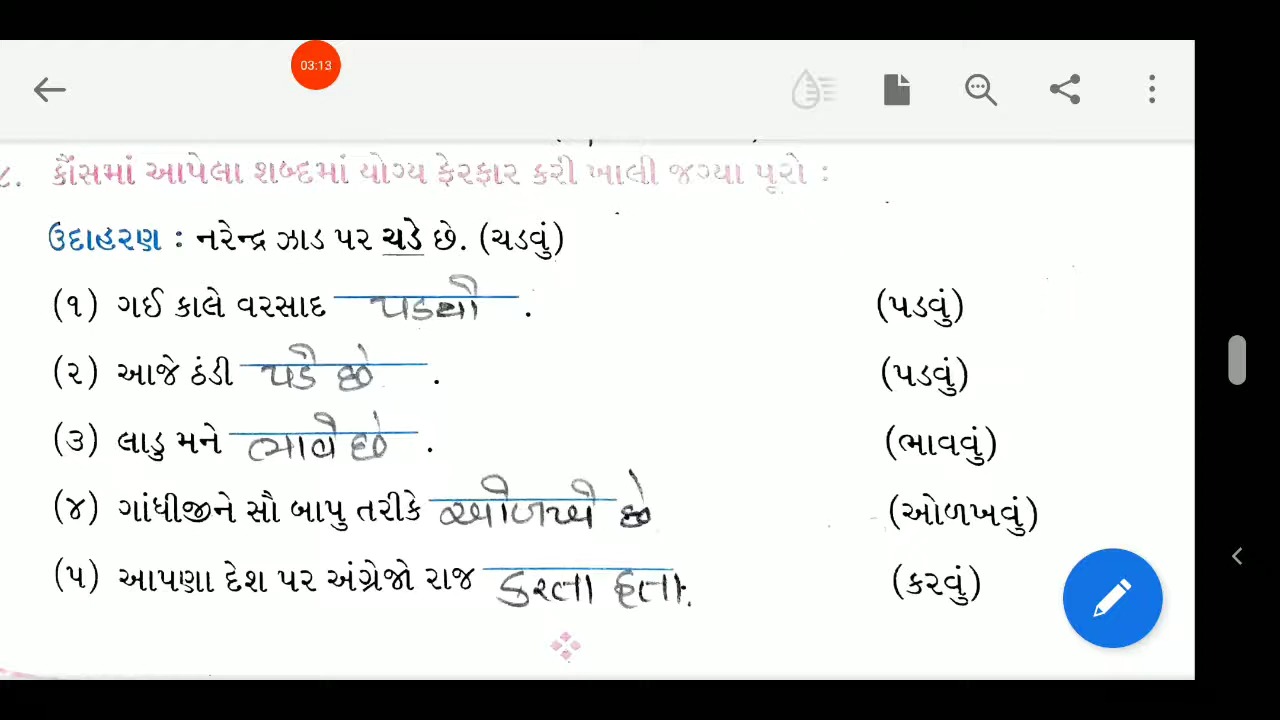 03:13
૮. કૌંસમાં આપેલા શબ્દમાં યોગ્ય ફેરફાર કરી ખાલી જગ્યા પૂરો :
ઉદાહરણ : નરેન્દ્ર ઝાડ પર ચડે છે. (ચડવું)
(૧) ગઈ કાલે વરસાદ પડયો . (પડવું)
(૨) આજે ઠંડી પડે છે . (પડવું)
(૩) લાડુ મને ભાવે છે . (ભાવવું)
(૪) ગાંધીજીને સૌ બાપુ તરીકે ઓળખે છે (ઓળખવું)
(૫) આપણા દેશ પર અંગ્રેજો રાજ કરતા હતા. (કરવું)